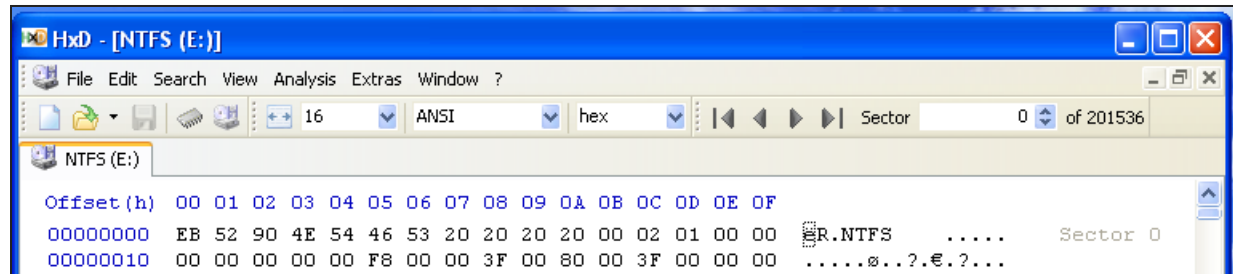 HxD - [NTFS (E:)]
File Edit Search View Analysis Extras Window ?
16 ANSI hex Sector 0 of 201536
NTFS (E:)
Offset(h) 00 01 02 03 04 05 06 07 08 09 0A 0B 0C 0D 0E 0F
00000000 EB 52 90 4E 54 46 53 20 20 20 20 00 02 01 00 00 ëR.NTFS    ..... Sector 0
00000010 00 00 00 00 00 F8 00 00 3F 00 80 00 3F 00 00 00 .....ø..?.€.?...